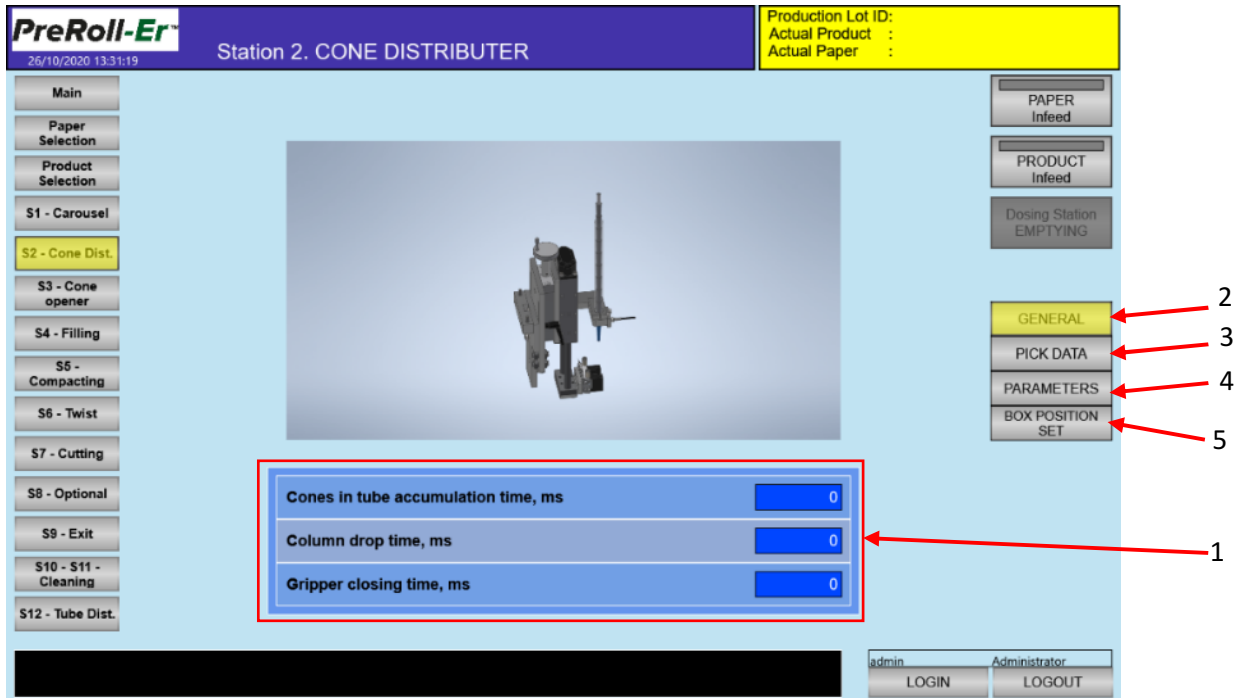 PreRoll-Er™
26/10/2020 13:31:19
Station 2. CONE DISTRIBUTER
Production Lot ID:
Actual Product :
Actual Paper :
Main
Paper
Selection
Product
Selection
S1 - Carousel
S2 - Cone Dist.
S3 - Cone
opener
S4 - Filling
S5 -
Compacting
S6 - Twist
S7 - Cutting
S8 - Optional
S9 - Exit
S10 - S11 -
Cleaning
S12 - Tube Dist.
PAPER
Infeed
PRODUCT
Infeed
Dosing Station
EMPTYING
GENERAL
2
PICK DATA
3
PARAMETERS
4
BOX POSITION
SET
5
Cones in tube accumulation time, ms 0
Column drop time, ms 0
Gripper closing time, ms 0
1
admin Administrator
LOGIN LOGOUT